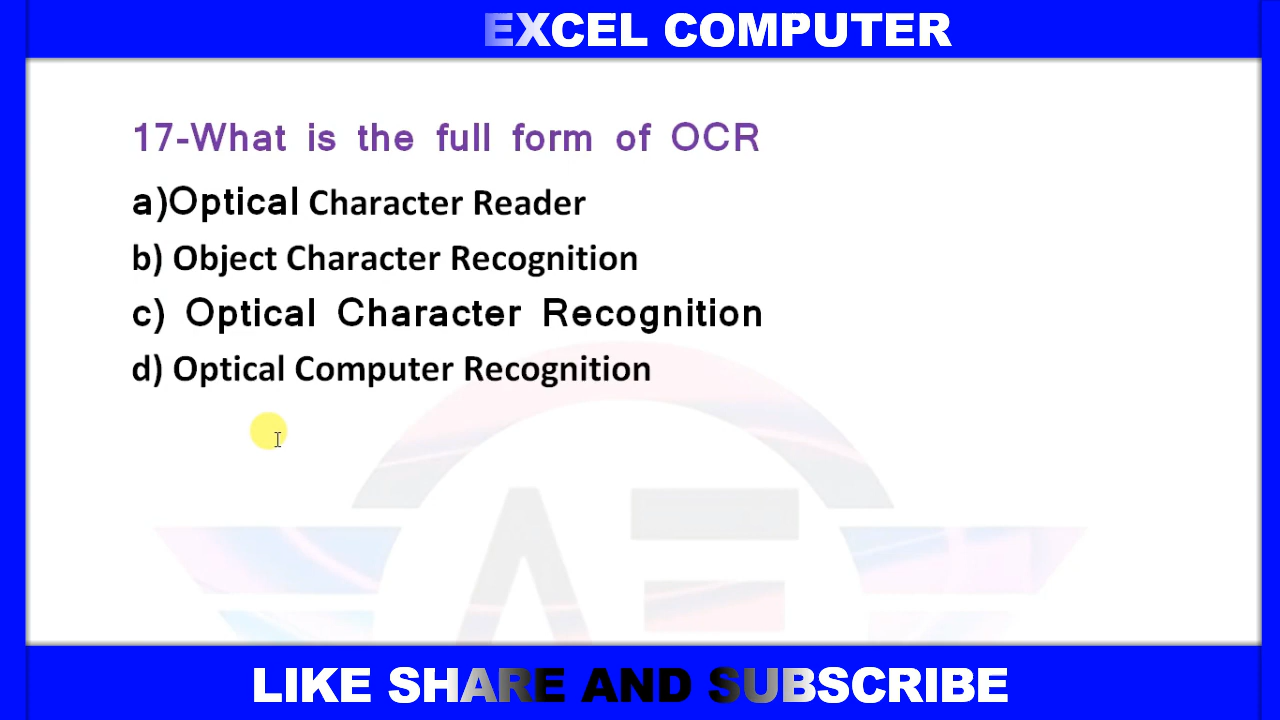 EXCEL COMPUTER
17-What is the full form of OCR
a)Optical Character Reader
b) Object Character Recognition
c) Optical Character Recognition
d) Optical Computer Recognition
AE
LIKE SHARE AND SUBSCRIBE